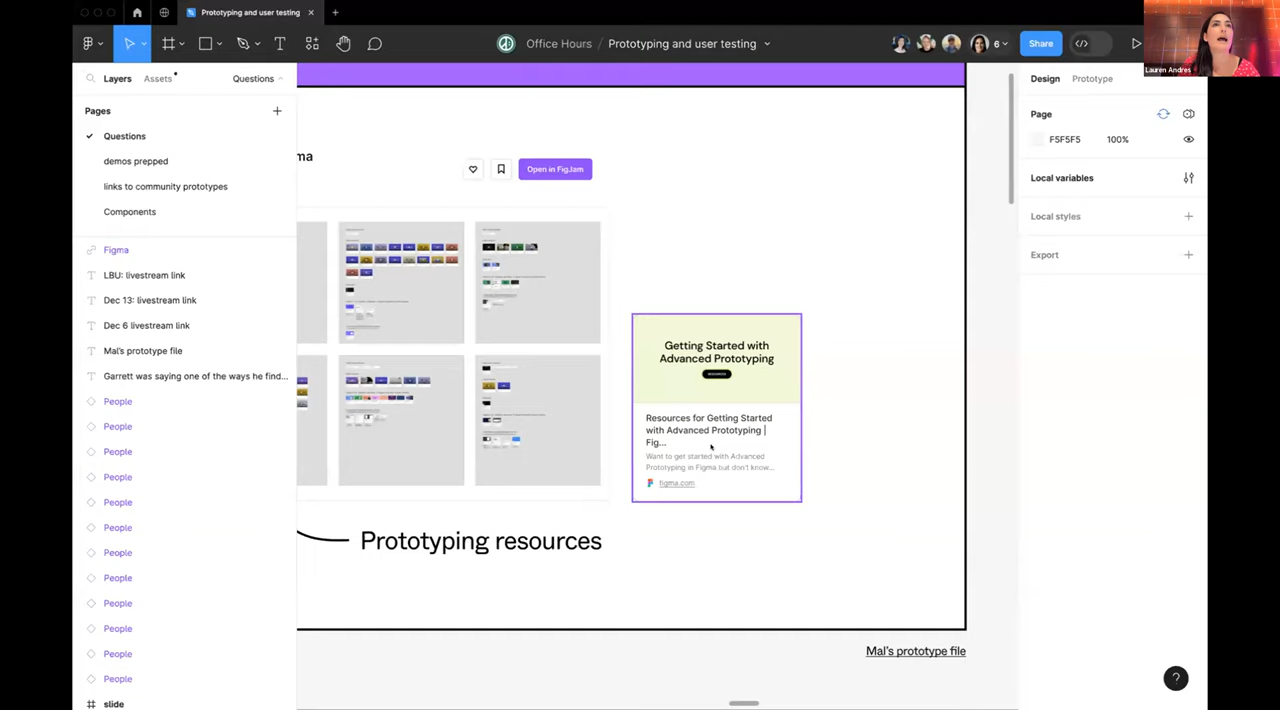 Prototyping and user testing
Office Hours / Prototyping and user testing
6
Share
Lauren Andres
Layers
Assets
Questions
Design
Prototype
Pages
Questions
demos prepped
links to community prototypes
Components
Figma
LBU: livestream link
Dec 13: livestream link
Dec 6 livestream link
Mal's prototype file
Garrett was saying one of the ways he find...
People
People
People
People
People
People
People
People
People
People
People
People
slide
ma
Open in FigJam
Getting Started with
Advanced Prototyping
RESOURCES
Resources for Getting Started
with Advanced Prototyping |
Fig...
Want to get started with Advanced
Prototyping in Figma but don't know...
figma.com
Prototyping resources
Mal's prototype file
Page
F5F5F5
100%
Local variables
Local styles
Export
?